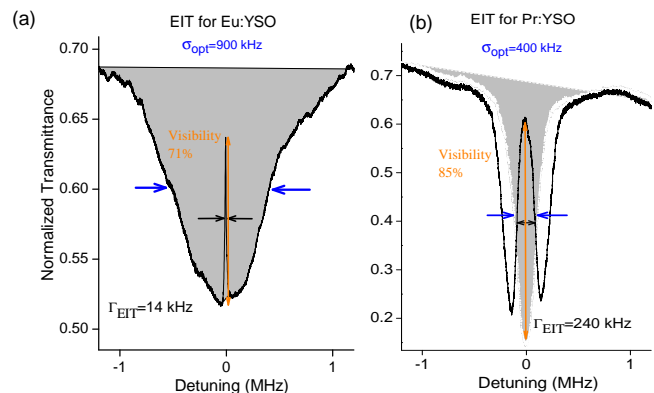 (a)
EIT for Eu:YSO
σopt=900 kHz
Normalized Transmittance
0.70
0.65
0.60
0.55
0.50
Visibility
71%
ΓEIT=14 kHz
-1
0
1
Detuning (MHz)
(b)
EIT for Pr:YSO
σopt=400 kHz
0.7
0.6
0.5
0.4
0.3
0.2
Visibility
85%
ΓEIT=240 kHz
-1
0
1
Detuning (MHz)